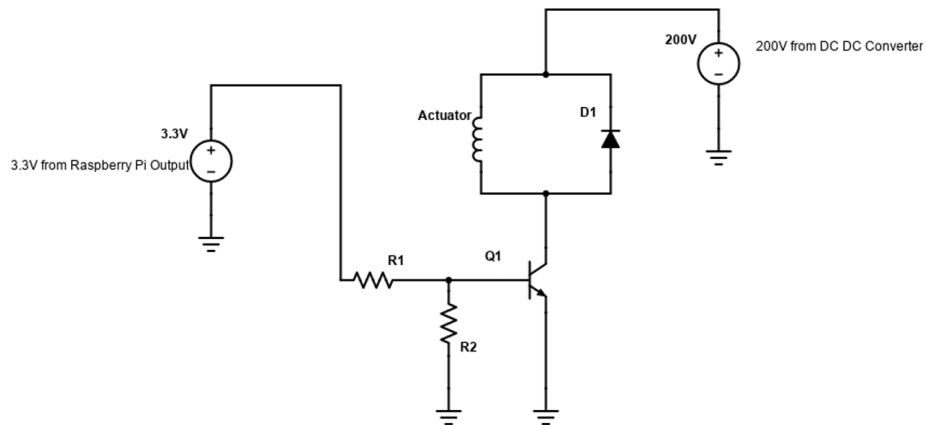 200V
200V from DC DC Converter
Actuator
D1
3.3V
3.3V from Raspberry Pi Output
R1
Q1
R2